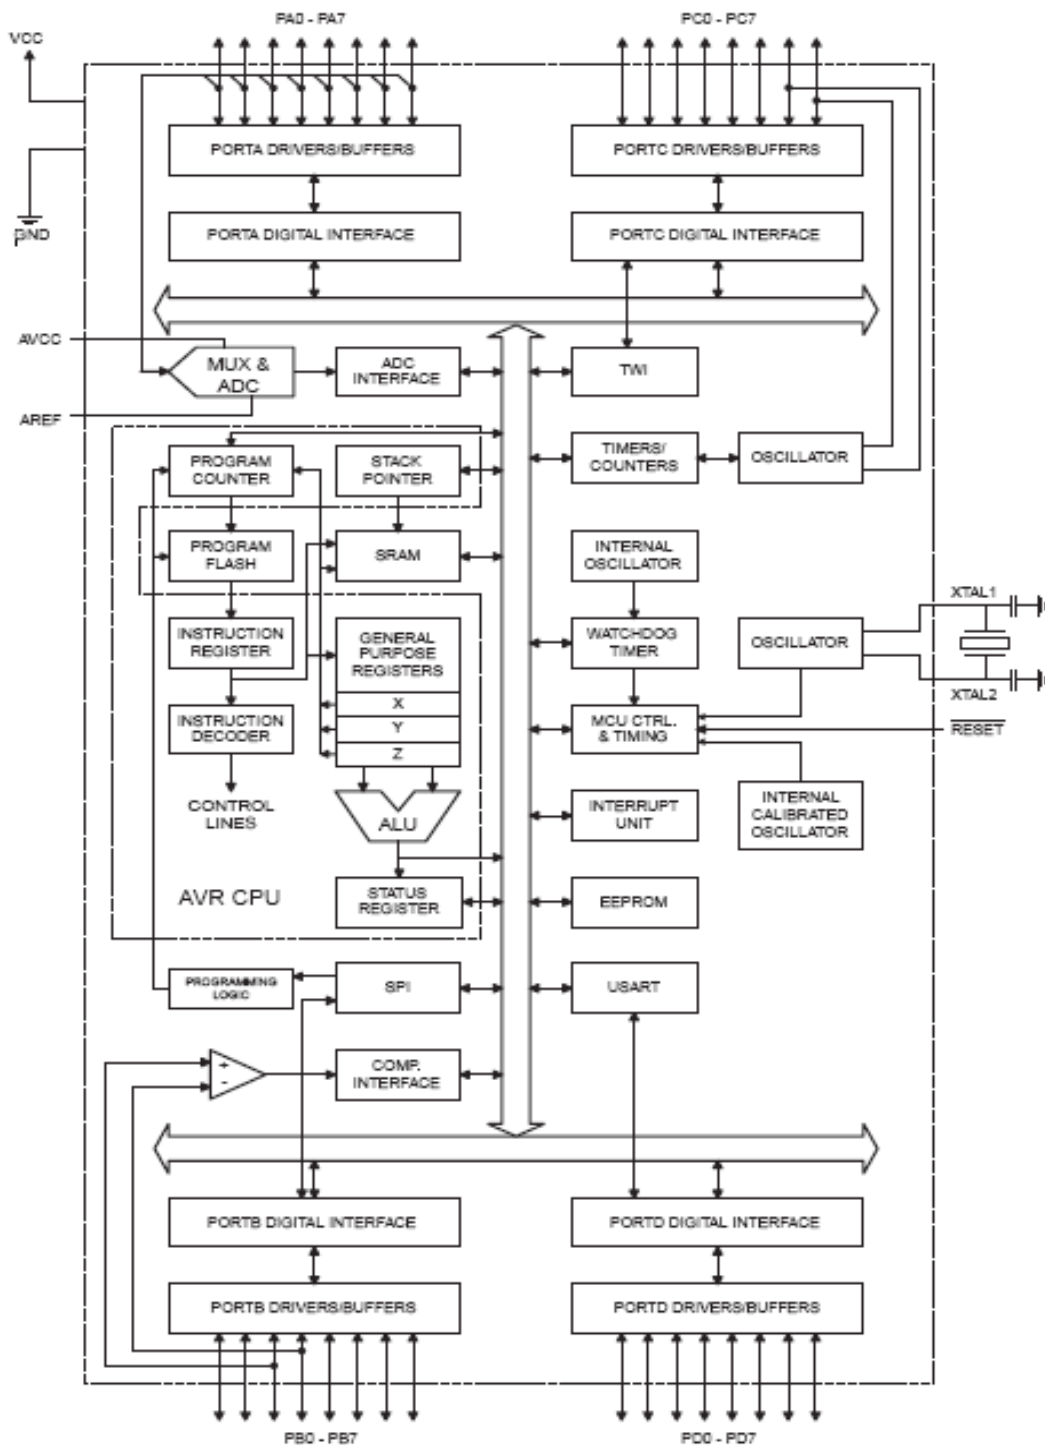 PA0 - PA7
PC0 - PC7
VCC
PORTA DRIVERS/BUFFERS
PORTC DRIVERS/BUFFERS
GND
PORTA DIGITAL INTERFACE
PORTC DIGITAL INTERFACE
AVCC
MUX &
ADC
ADC
INTERFACE
TWI
AREF
PROGRAM
COUNTER
STACK
POINTER
TIMERS/
COUNTERS
OSCILLATOR
PROGRAM
FLASH
SRAM
INTERNAL
OSCILLATOR
XTAL1
INSTRUCTION
REGISTER
GENERAL
PURPOSE
REGISTERS
WATCHDOG
TIMER
OSCILLATOR
XTAL2
X
INSTRUCTION
DECODER
Y
MCU CTRL.
& TIMING
RESET
Z
CONTROL
LINES
ALU
INTERRUPT
UNIT
INTERNAL
CALIBRATED
OSCILLATOR
AVR CPU
STATUS
REGISTER
EEPROM
PROGRAMMING
LOGIC
SPI
USART
+
-
COMP.
INTERFACE
PORTB DIGITAL INTERFACE
PORTD DIGITAL INTERFACE
PORTB DRIVERS/BUFFERS
PORTD DRIVERS/BUFFERS
PB0 - PB7
PD0 - PD7